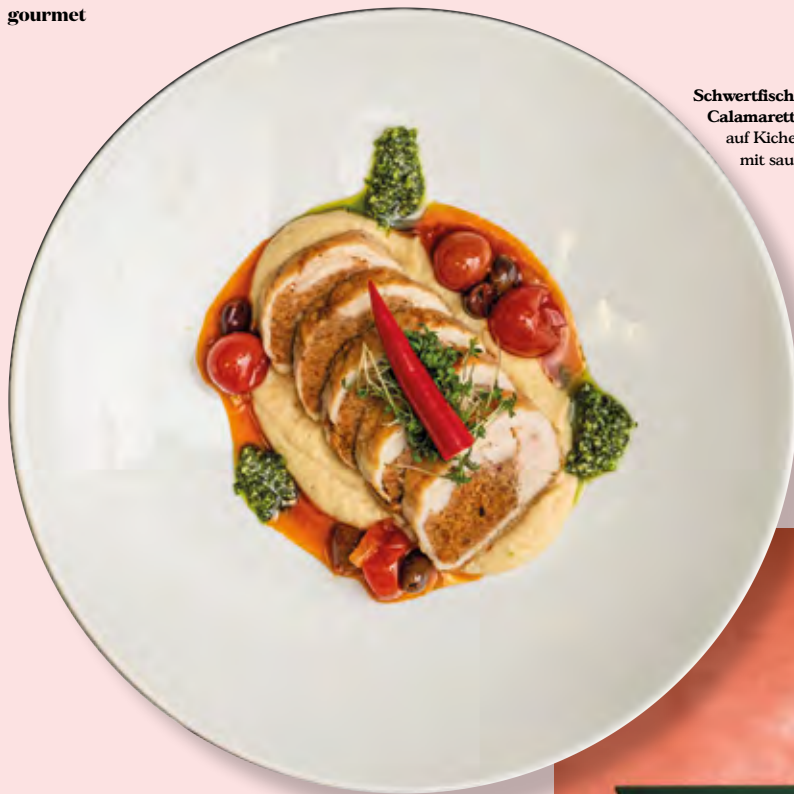 gourmet
Schwertfisch
Calamarett
auf Kiche
mit sau